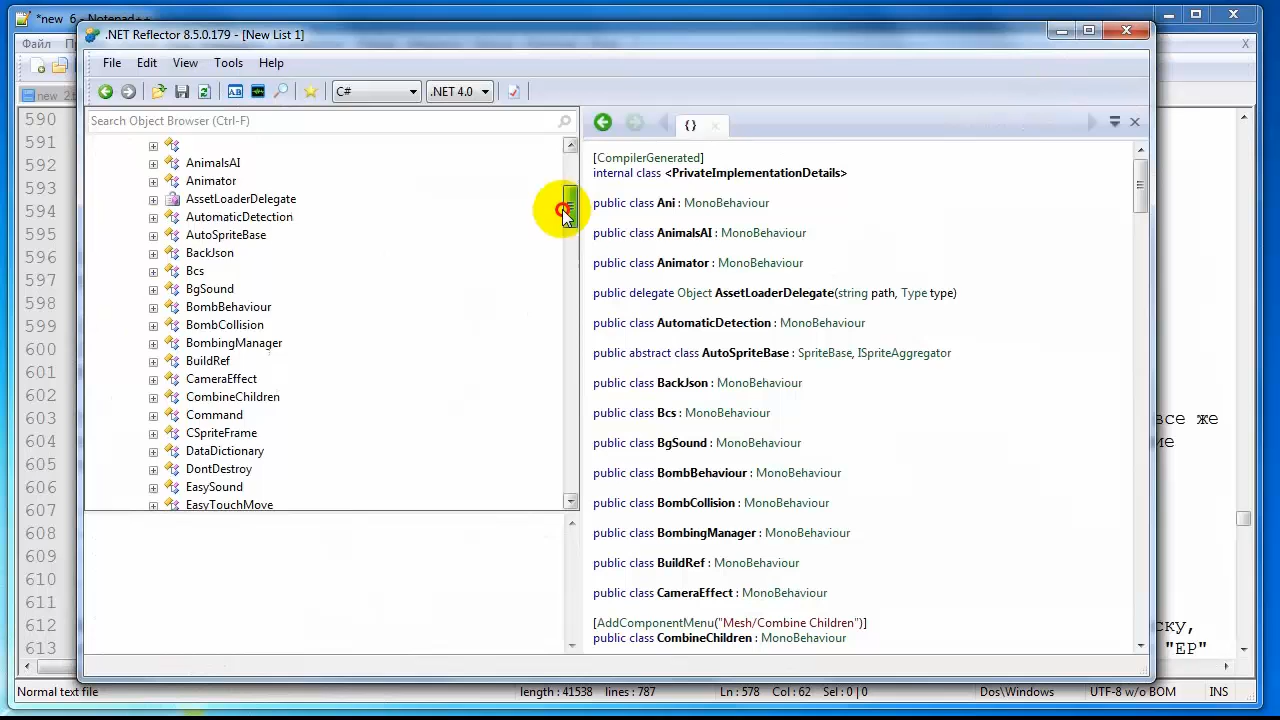 *new 6 - Notepad++
.NET Reflector 8.5.0.179 - [New List 1]
Файл
File Edit View Tools Help
C# .NET 4.0
new 2
Search Object Browser (Ctrl-F)
{ }
590
591
592
593
594
595
596
597
598
599
600
601
602
603
604
605
606
607
608
609
610
611
612
613
AnimalsAI
Animator
AssetLoaderDelegate
AutomaticDetection
AutoSpriteBase
BackJson
Bcs
BgSound
BombBehaviour
BombCollision
BombingManager
BuildRef
CameraEffect
CombineChildren
Command
CSpriteFrame
DataDictionary
DontDestroy
EasySound
EasyTouchMove
[CompilerGenerated]
internal class <PrivateImplementationDetails>
public class Ani : MonoBehaviour
public class AnimalsAI : MonoBehaviour
public class Animator : MonoBehaviour
public delegate Object AssetLoaderDelegate(string path, Type type)
public class AutomaticDetection : MonoBehaviour
public abstract class AutoSpriteBase : SpriteBase, ISpriteAggregator
public class BackJson : MonoBehaviour
public class Bcs : MonoBehaviour
public class BgSound : MonoBehaviour
public class BombBehaviour : MonoBehaviour
public class BombCollision : MonoBehaviour
public class BombingManager : MonoBehaviour
public class BuildRef : MonoBehaviour
public class CameraEffect : MonoBehaviour
[AddComponentMenu("Mesh/Combine Children")]
public class CombineChildren : MonoBehaviour
все же
"EP"
Normal text file length : 41538 lines : 787 Ln : 578 Col : 62 Sel : 0 | 0 Dos\Windows UTF-8 w/o BOM INS